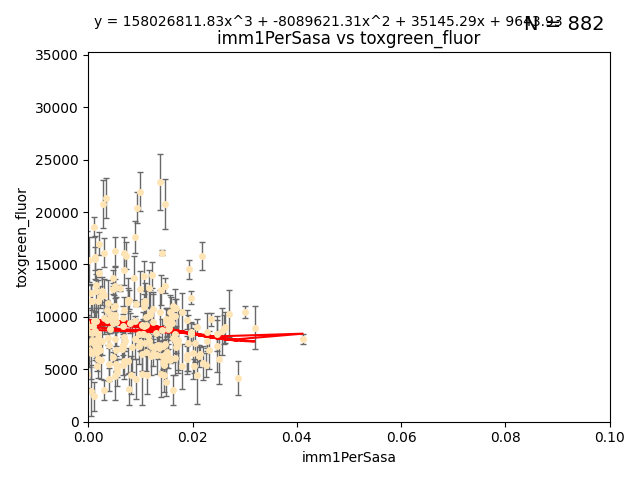 y = 158026811.83x^3 + -8089621.31x^2 + 35145.29x + 9643.93
N = 882
imm1PerSasa vs toxgreen_fluor
35000
30000
25000
20000
15000
10000
5000
0
toxgreen_fluor
0.00 0.02 0.04 0.06 0.08 0.10
imm1PerSasa